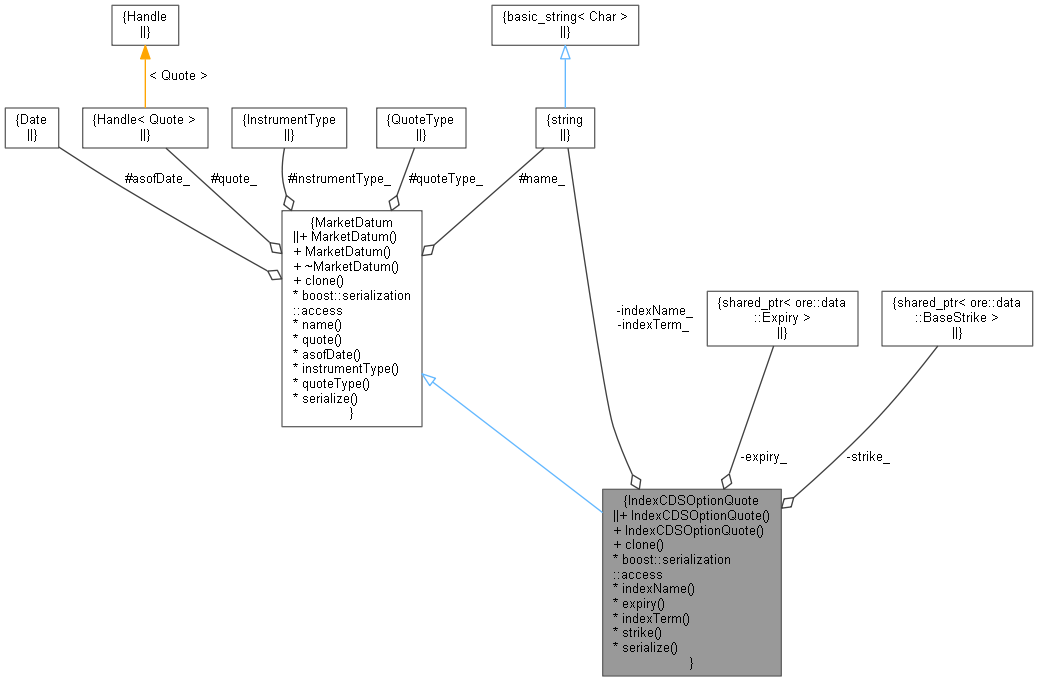 {Handle
||}
{basic_string< Char >
||}
< Quote >
{Date
||}
{Handle< Quote >
||}
{InstrumentType
||}
{QuoteType
||}
{string
||}
#asofDate_
#quote_
#instrumentType_
#quoteType_
#name_
{MarketDatum
||+ MarketDatum()
+ MarketDatum()
+ ~MarketDatum()
+ clone()
* boost::serialization
::access
* name()
* quote()
* asofDate()
* instrumentType()
* quoteType()
* serialize()
}
-indexName_
-indexTerm_
{shared_ptr< ore::data
::Expiry >
||}
{shared_ptr< ore::data
::BaseStrike >
||}
-expiry_
-strike_
{IndexCDSOptionQuote
||+ IndexCDSOptionQuote()
+ IndexCDSOptionQuote()
+ clone()
* boost::serialization
::access
* indexName()
* expiry()
* indexTerm()
* strike()
* serialize()
}